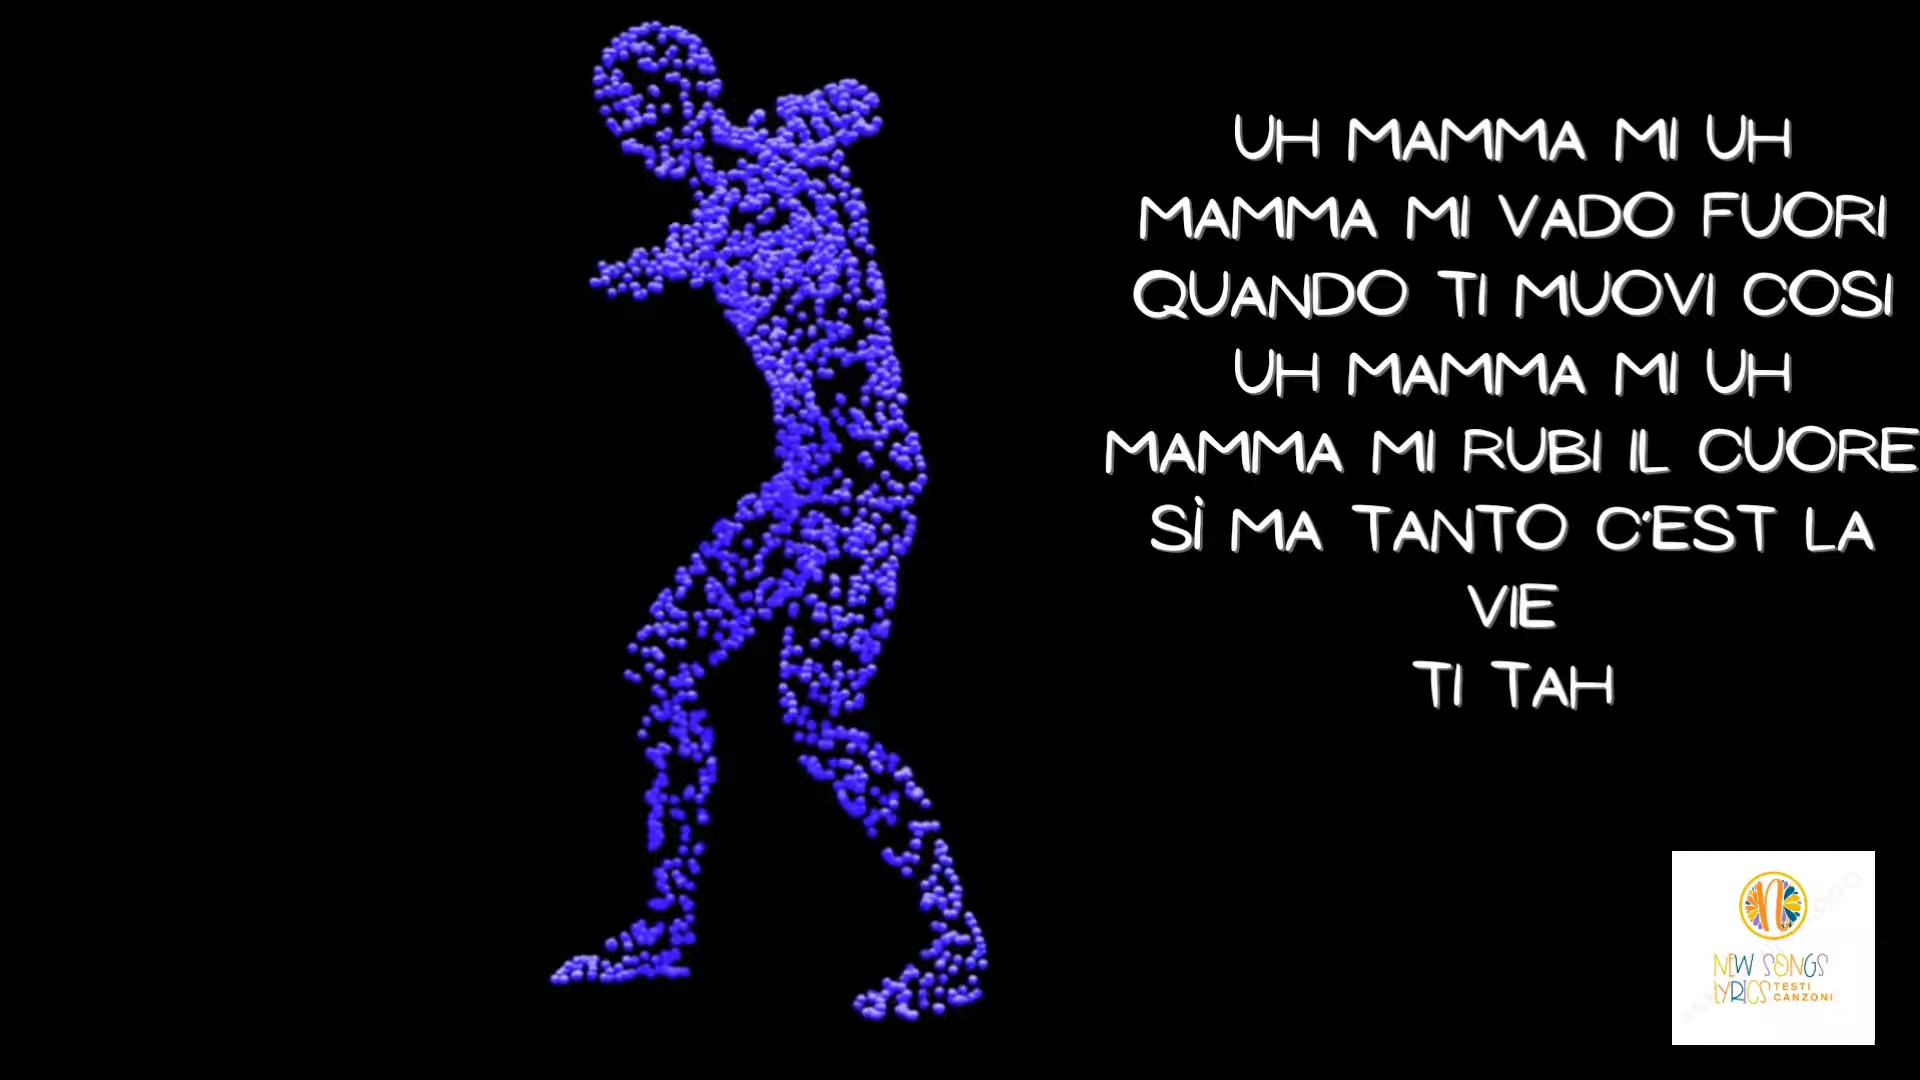 UH MAMMA MI UH
MAMMA MI VADO FUORI
QUANDO TI MUOVI COSI
UH MAMMA MI UH
MAMMA MI RUBI IL CUORE
SÌ MA TANTO C'EST LA
VIE
TI TAH
NEW SONGS
LYRICS TESTI
CANZONI